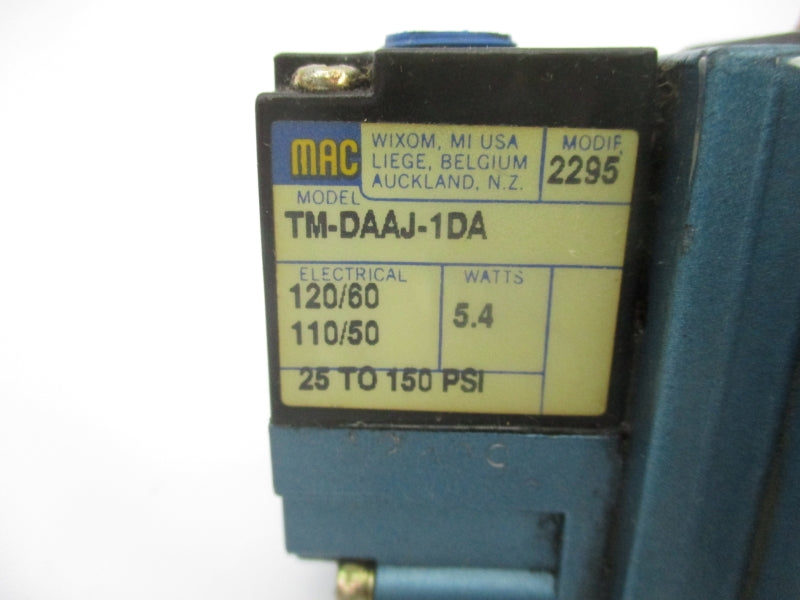 MAC
WIXOM, MI USA
LIEGE, BELGIUM
AUCKLAND, N.Z.
MODIF.
2295
MODEL
TM-DAAJ-1DA
ELECTRICAL
120/60
110/50
WATTS
5.4
25 TO 150 PSI
C